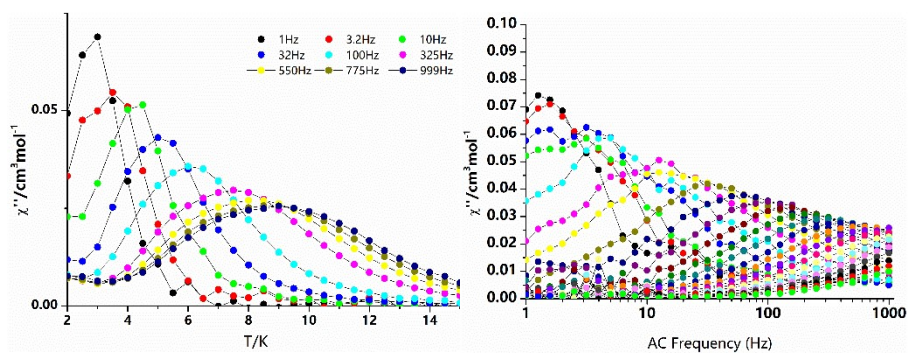 χ''/cm³mol⁻¹
0.05
0.00
1Hz 3.2Hz 10Hz
32Hz 100Hz 325Hz
550Hz 775Hz 999Hz
2 4 6 8 10 12 14
T/K
χ''/cm³mol⁻¹
0.10
0.09
0.08
0.07
0.06
0.05
0.04
0.03
0.02
0.01
0.00
1 10 100 1000
AC Frequency (Hz)